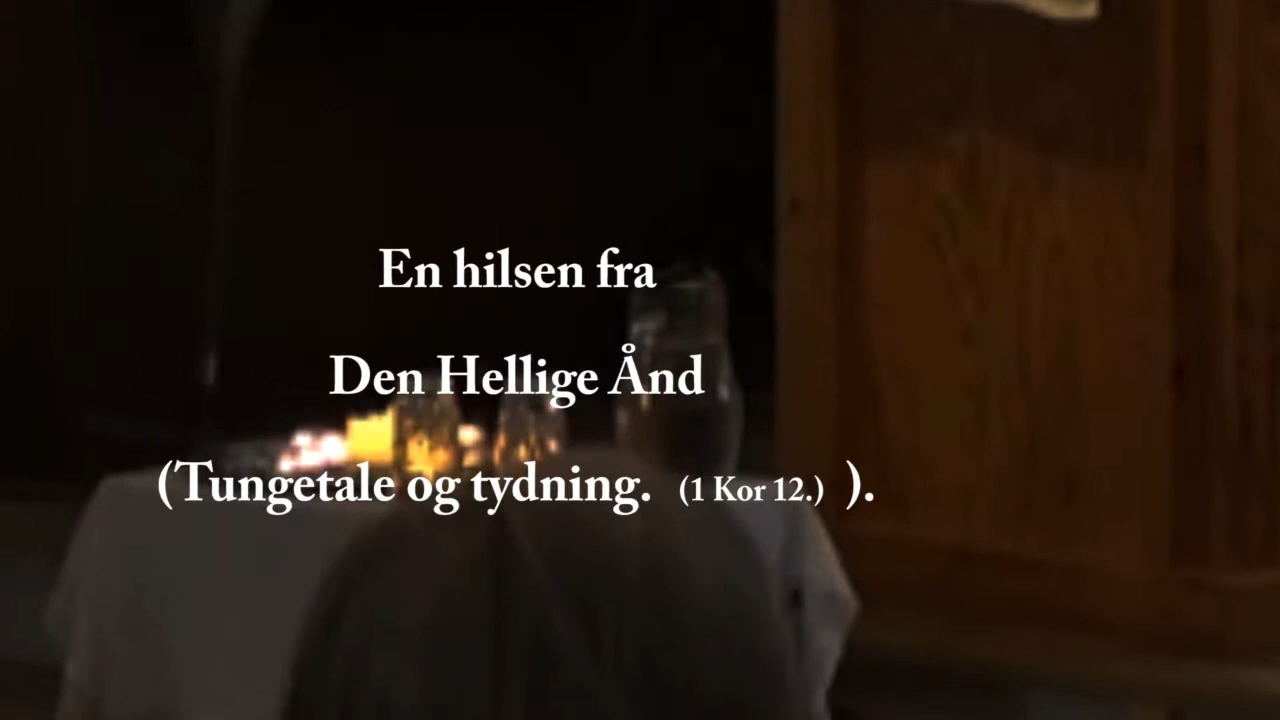 En hilsen fra
Den Hellige Ånd
(Tungetale og tydning. (1 Kor 12.) ).